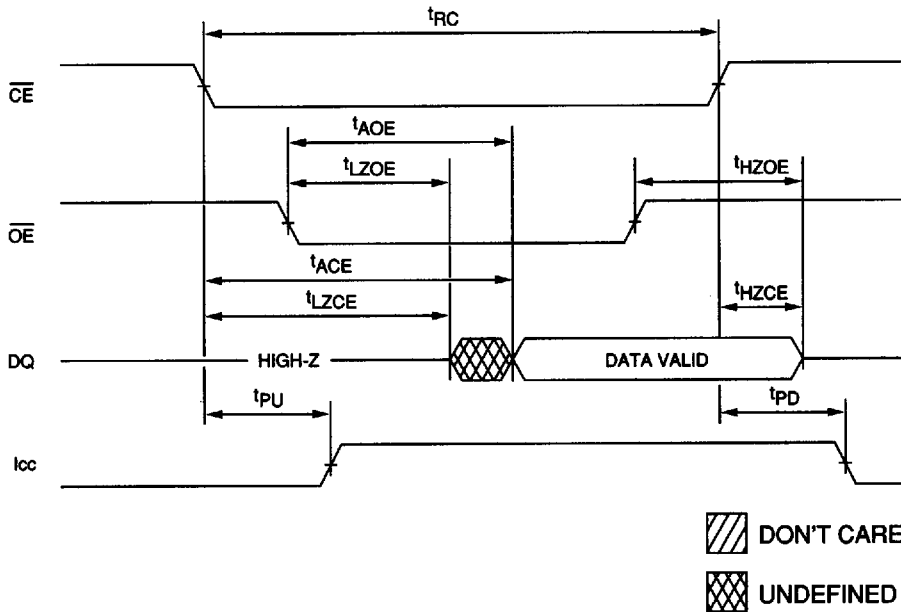 tRC
CE
tAOE
tLZOE
tHZOE
OE
tACE
tLZCE
tHZCE
DQ
HIGH-Z
DATA VALID
tPU
tPD
Icc
DON'T CARE
UNDEFINED